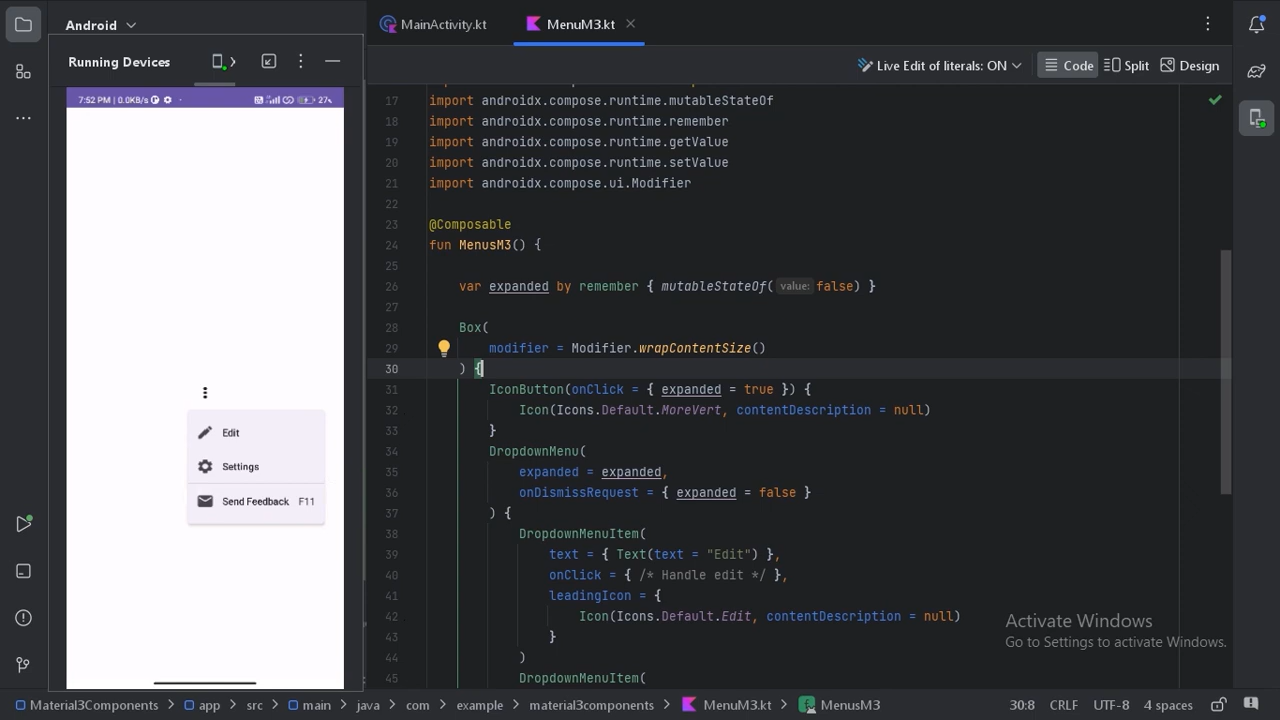 Android
MainActivity.kt
MenuM3.kt
Running Devices
Live Edit of literals: ON
Code
Split
Design
7:52 PM | 0.0KB/s
27%
17 import androidx.compose.runtime.mutableStateOf
18 import androidx.compose.runtime.remember
19 import androidx.compose.runtime.getValue
20 import androidx.compose.runtime.setValue
21 import androidx.compose.ui.Modifier
22
23 @Composable
24 fun MenusM3() {
25
26 var expanded by remember { mutableStateOf( value: false) }
27
28 Box(
29 modifier = Modifier.wrapContentSize()
30 ) {
31 IconButton(onClick = { expanded = true }) {
32 Icon(Icons.Default.MoreVert, contentDescription = null)
33 }
34 DropdownMenu(
35 expanded = expanded,
36 onDismissRequest = { expanded = false }
37 ) {
38 DropdownMenuItem(
39 text = { Text(text = "Edit") },
40 onClick = { /* Handle edit */ },
41 leadingIcon = {
42 Icon(Icons.Default.Edit, contentDescription = null)
43 }
44 )
45 DropdownMenuItem(
Edit
Settings
Send Feedback F11
Activate Windows
Go to Settings to activate Windows.
Material3Components > app > src > main > java > com > example > material3components > MenuM3.kt > MenusM3
30:8 CRLF UTF-8 4 spaces